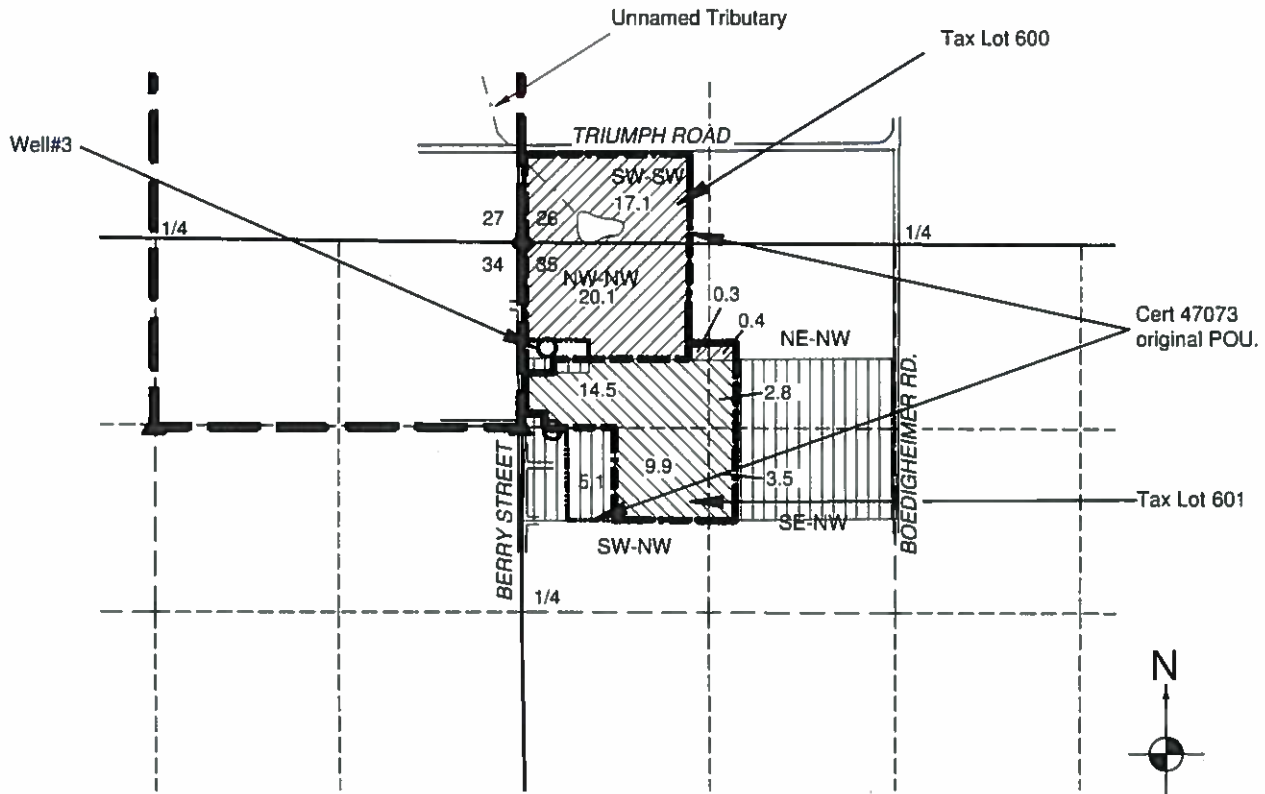 Unnamed Tributary
Tax Lot 600
Well#3
TRIUMPH ROAD
SW-SW
17.1
27
26
1/4
1/4
34
35
NW-NW
20.1
0.3
0.4
Cert 47073
original POU.
NE-NW
14.5
2.8
9.9
3.5
5.1
Tax Lot 601
SE-NW
SW-NW
BERRY STREET
BOEDIGHEIMER RD.
1/4
N